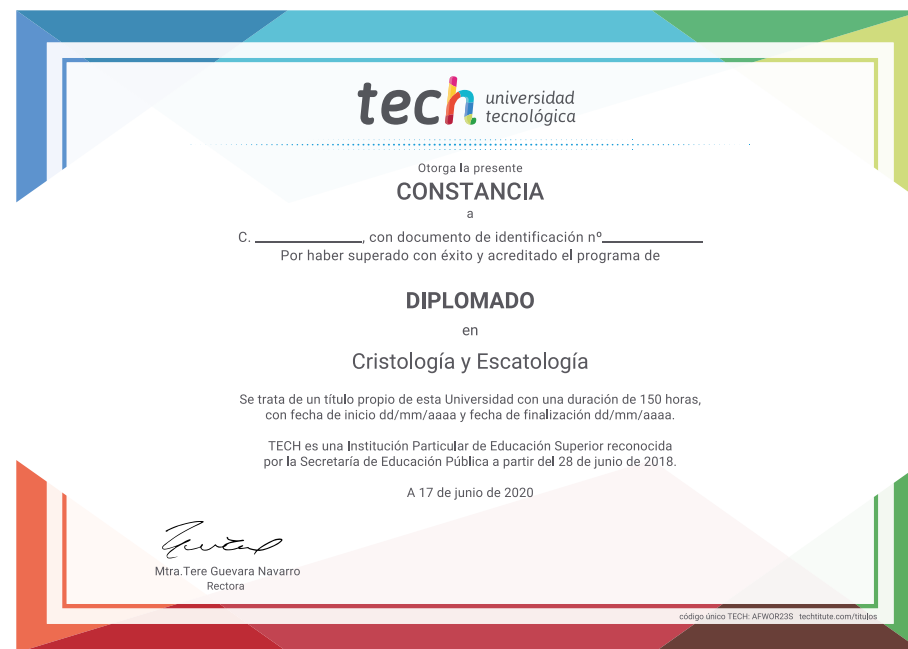 tech universidad
tecnológica
Otorga la presente
CONSTANCIA
a
C. ____________, con documento de identificación nº____________
Por haber superado con éxito y acreditado el programa de
DIPLOMADO
en
Cristología y Escatología
Se trata de un título propio de esta Universidad con una duración de 150 horas,
con fecha de inicio dd/mm/aaaa y fecha de finalización dd/mm/aaaa.
TECH es una Institución Particular de Educación Superior reconocida
por la Secretaría de Educación Pública a partir del 28 de junio de 2018.
A 17 de junio de 2020
Mtra.Tere Guevara Navarro
Rectora
código único TECH: AFWOR23S techtitute.com/titulos